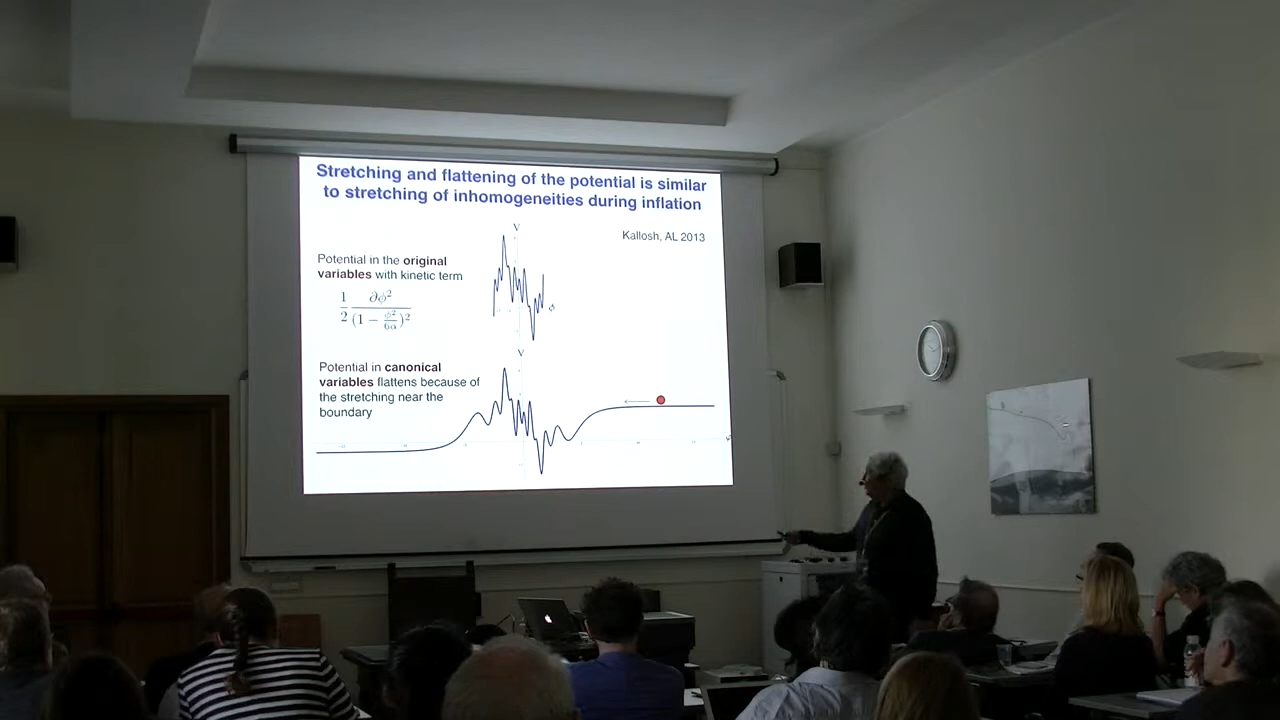 Stretching and flattening of the potential is similar
to stretching of inhomogeneities during inflation
Kallosh, AL 2013
V
Potential in the original
variables with kinetic term
1/2 ∂ϕ²/(1 − ϕ²/6α)²
ϕ
V
Potential in canonical
variables flattens because of
the stretching near the
boundary